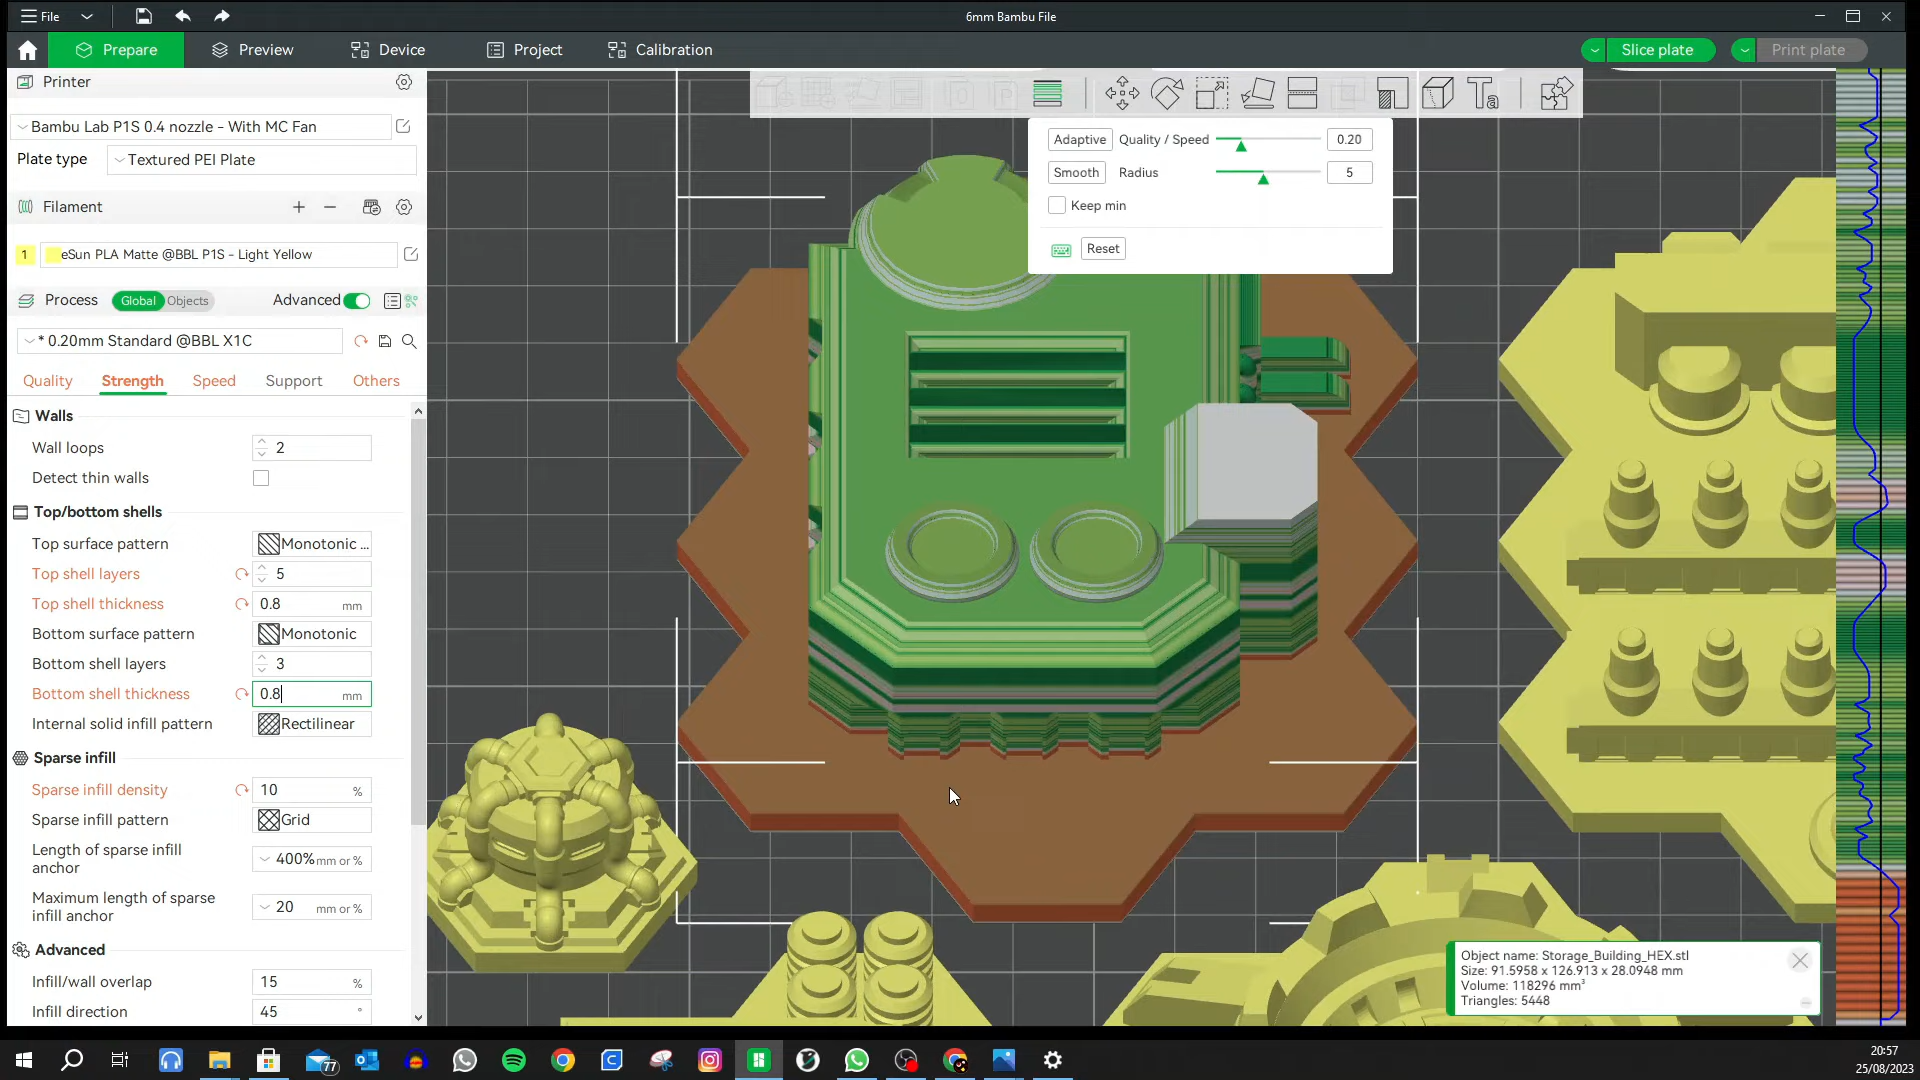 File
6mm Bambu File
Prepare
Preview
Device
Project
Calibration
Slice plate
Print plate
Printer
Bambu Lab P1S 0.4 nozzle - With MC Fan
Plate type
Textured PEI Plate
Filament
1
eSun PLA Matte @BBL P1S - Light Yellow
Process
Global
Objects
Advanced
* 0.20mm Standard @BBL X1C
Quality
Strength
Speed
Support
Others
Walls
Wall loops
2
Detect thin walls
Top/bottom shells
Top surface pattern
Monotonic ...
Top shell layers
5
Top shell thickness
0.8 mm
Bottom surface pattern
Monotonic
Bottom shell layers
3
Bottom shell thickness
0.8 mm
Internal solid infill pattern
Rectilinear
Sparse infill
Sparse infill density
10 %
Sparse infill pattern
Grid
Length of sparse infill
anchor
400% mm or %
Maximum length of sparse
infill anchor
20 mm or %
Advanced
Infill/wall overlap
15 %
Infill direction
45 °
Adaptive
Quality / Speed
0.20
Smooth
Radius
5
Keep min
Reset
Object name: Storage_Building_HEX.stl
Size: 91.5958 x 126.913 x 28.0948 mm
Volume: 118296 mm³
Triangles: 5448
77
20:57
25/08/2023